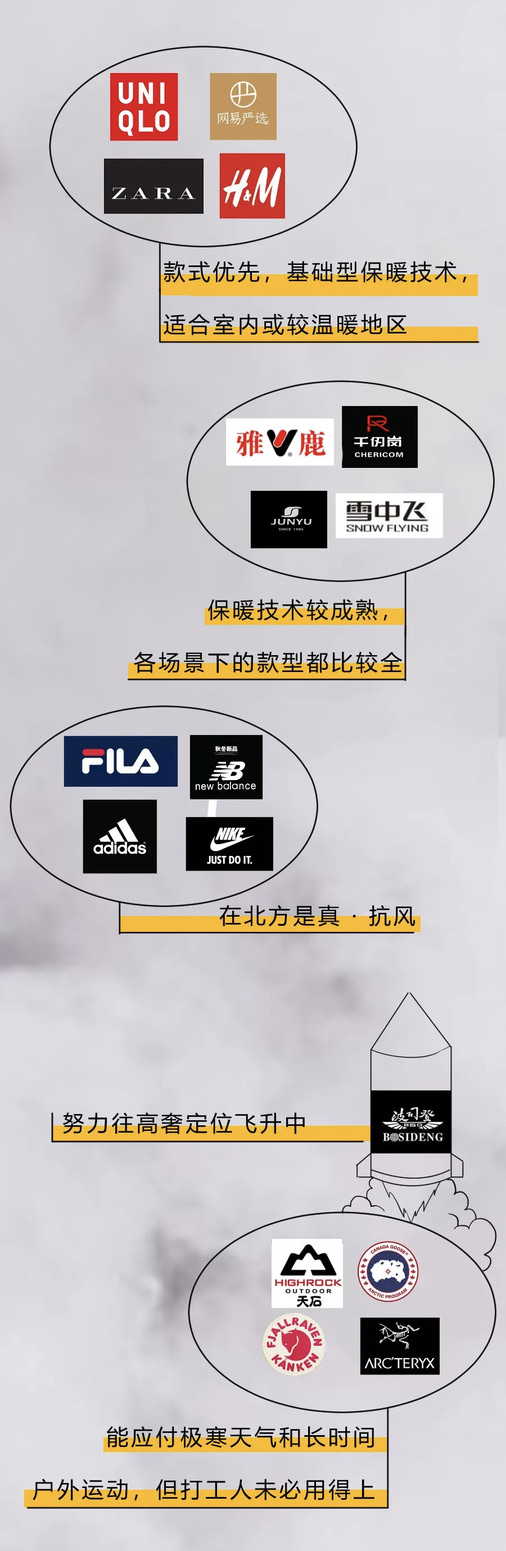 UNI
QLO
网易严选
ZARA
H&M
款式优先，基础型保暖技术，
适合室内或较温暖地区
雅鹿
千仞岗
CHERICOM
JUNYU
SINCE 1986
雪中飞
SNOW FLYING
保暖技术较成熟，
各场景下的款型都比较全
FILA
秋冬新品
NB
new balance
adidas
NIKE
JUST DO IT.
在北方是真·抗风
努力往高奢定位飞升中
波司登
BOSIDENG
HIGHROCK
OUTDOOR
天石
CANADA GOOSE
ARCTIC PROGRAM
FJALLRAVEN
KANKEN
ARC'TERYX
能应付极寒天气和长时间
户外运动，但打工人未必用得上